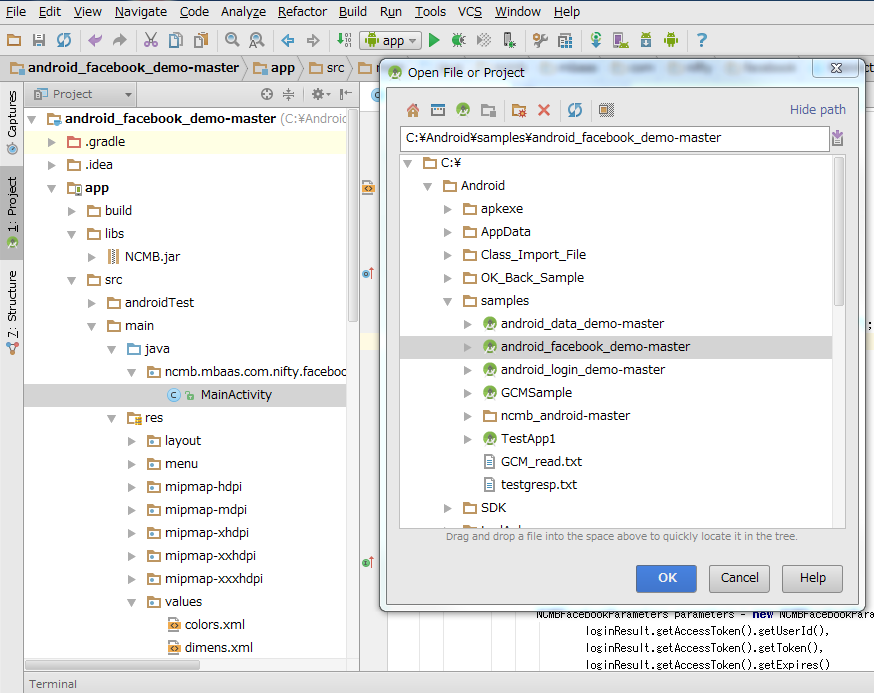 File Edit View Navigate Code Analyze Refactor Build Run Tools VCS Window Help
app
android_facebook_demo-master app src
Project
Captures
1: Project
7: Structure
android_facebook_demo-master (C:¥Android
.gradle
.idea
app
build
libs
NCMB.jar
src
androidTest
main
java
ncmb.mbaas.com.nifty.faceboo
MainActivity
res
layout
menu
mipmap-hdpi
mipmap-mdpi
mipmap-xhdpi
mipmap-xxhdpi
mipmap-xxxhdpi
values
colors.xml
dimens.xml
Open File or Project
Hide path
C:¥Android¥samples¥android_facebook_demo-master
C:¥
Android
apkexe
AppData
Class_Import_File
OK_Back_Sample
samples
android_data_demo-master
android_facebook_demo-master
android_login_demo-master
GCMSample
ncmb_android-master
TestApp1
GCM_read.txt
testgresp.txt
SDK
Drag and drop a file into the space above to quickly locate it in the tree.
OK Cancel Help
;
NCMBFacebookParameters parameters = new NCMBFacebookPara
loginResult.getAccessToken().getUserId(),
loginResult.getAccessToken().getToken(),
loginResult.getAccessToken().getExpires()
Terminal